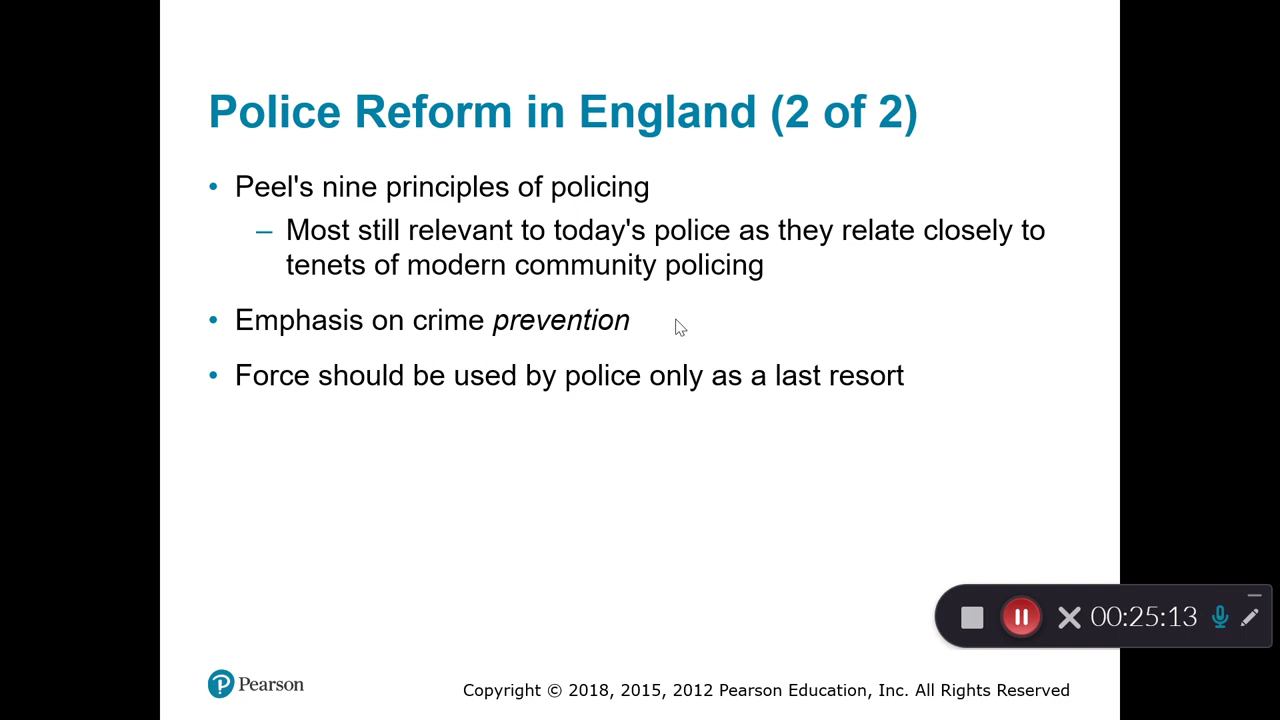 Police Reform in England (2 of 2)
• Peel's nine principles of policing
– Most still relevant to today's police as they relate closely to
tenets of modern community policing
• Emphasis on crime prevention
• Force should be used by police only as a last resort
00:25:13
Pearson
Copyright © 2018, 2015, 2012 Pearson Education, Inc. All Rights Reserved